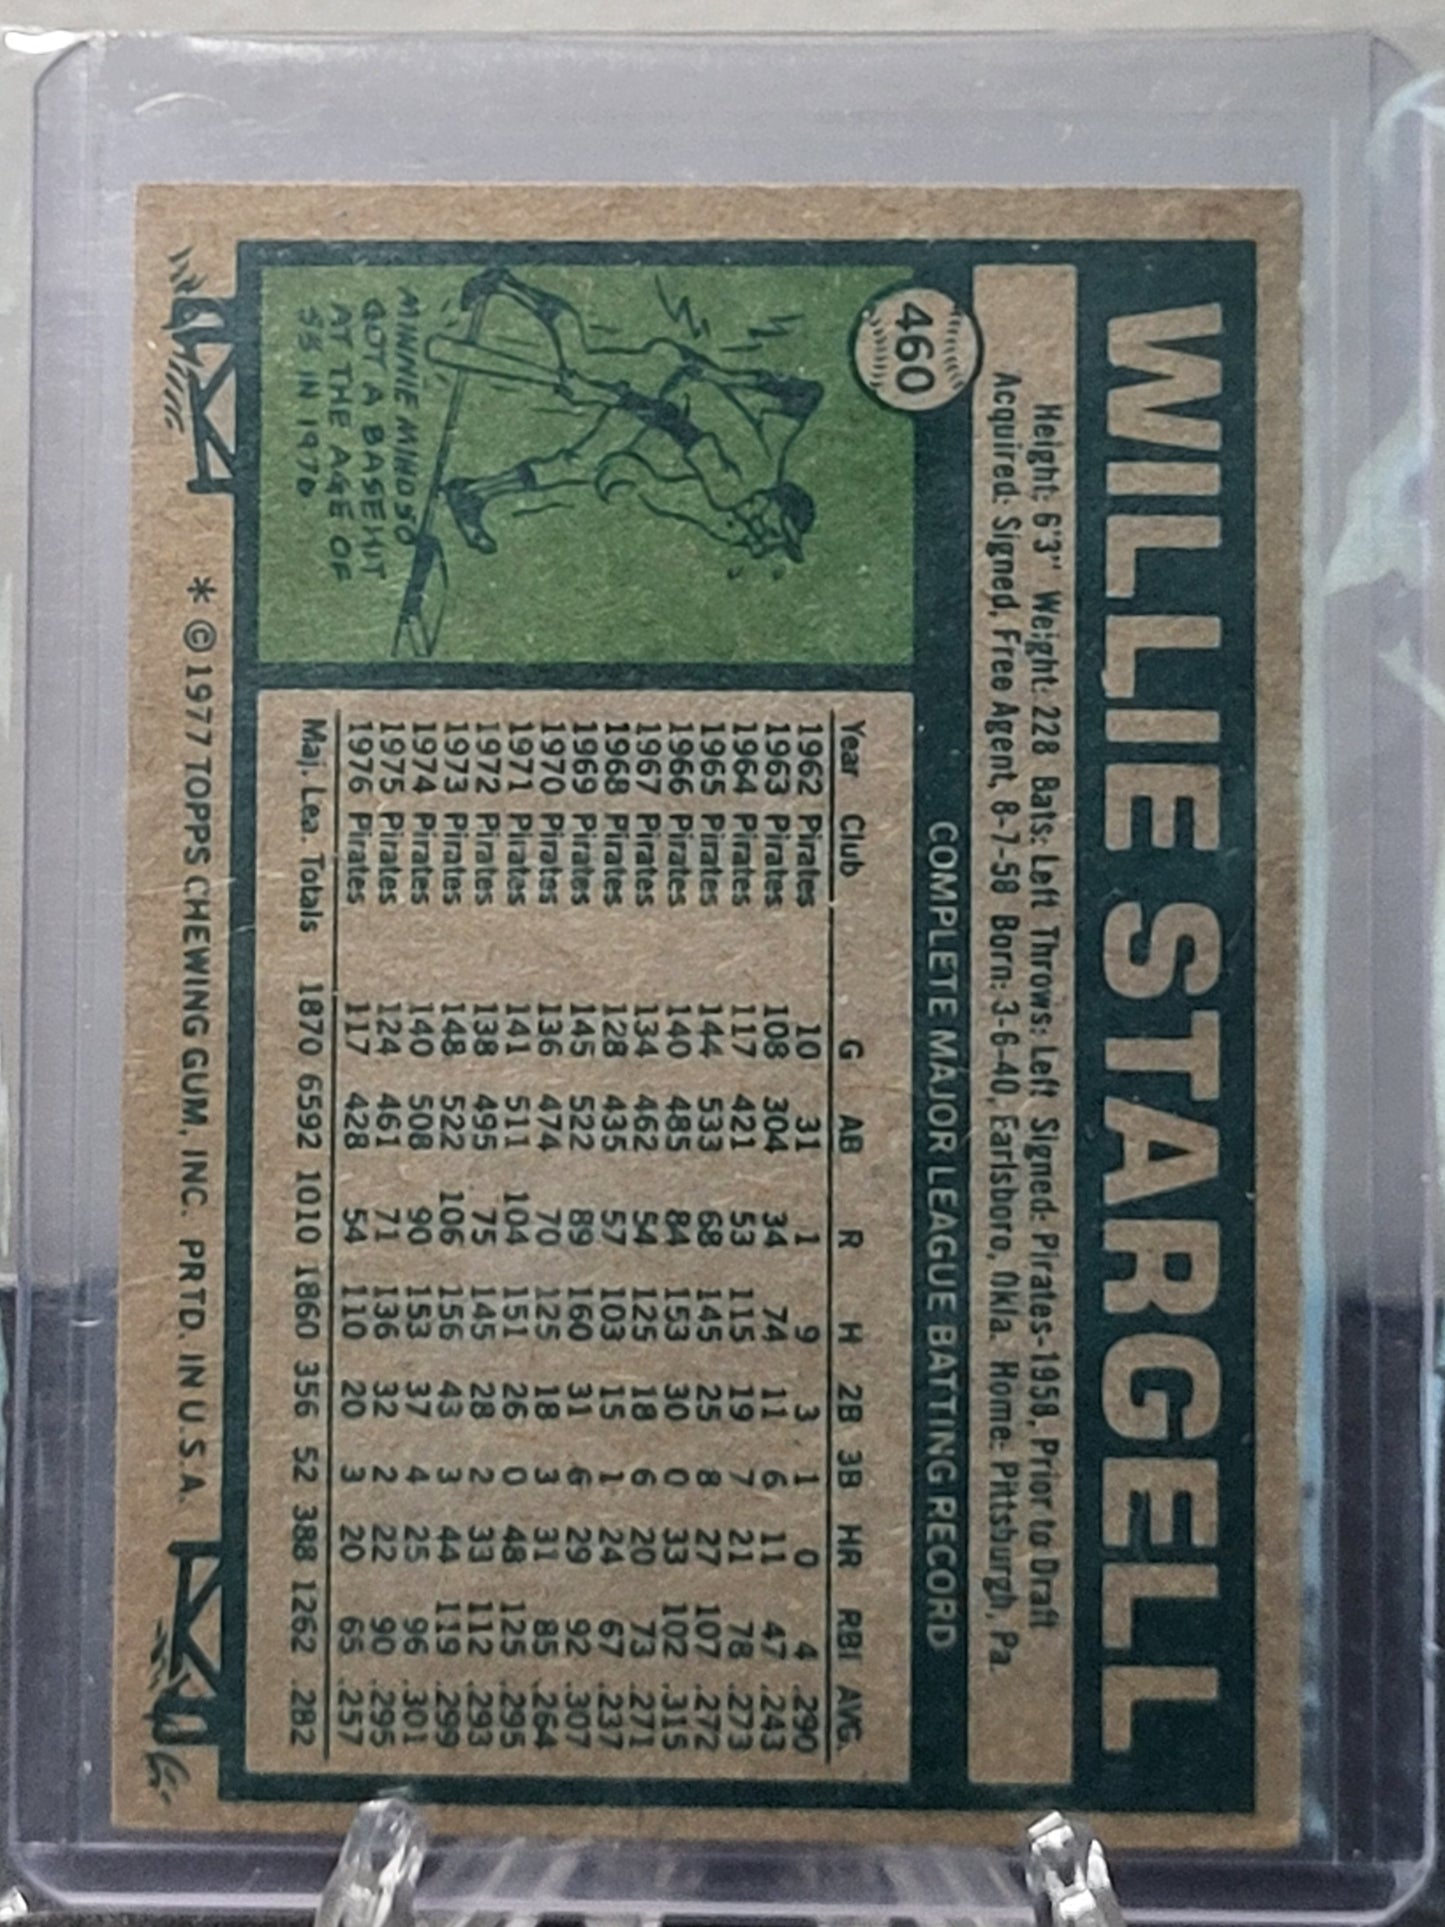 WILLIE STARGELL
Height: 6'3" Weight: 228 Bats: Left Throws: Left Signed: Pirates-1958, Prior to Draft
Acquired: Signed, Free Agent, 8-7-58 Born: 3-6-40, Earlsboro, Okla. Home: Pittsburgh, Pa.
460
COMPLETE MAJOR LEAGUE BATTING RECORD
MINNIE MINOSO
GOT A BASEHIT
AT THE AGE OF
55 IN 1976
Year Club G AB R H 2B 3B HR RBI AVG.
1962 Pirates 10 31 1 9 3 1 0 4 .290
1963 Pirates 108 304 34 74 11 6 11 47 .243
1964 Pirates 117 421 53 115 19 7 21 78 .273
1965 Pirates 144 533 68 145 25 8 27 107 .272
1966 Pirates 140 485 84 153 30 0 33 102 .315
1967 Pirates 134 462 54 125 18 6 20 73 .271
1968 Pirates 128 435 57 103 15 1 24 67 .237
1969 Pirates 145 522 89 160 31 6 29 92 .307
1970 Pirates 136 474 70 125 18 3 31 85 .264
1971 Pirates 141 511 104 151 26 0 48 125 .295
1972 Pirates 138 495 75 145 28 2 33 112 .293
1973 Pirates 148 522 106 156 43 3 44 119 .299
1974 Pirates 140 508 90 153 37 4 25 96 .301
1975 Pirates 124 461 71 136 32 2 22 90 .295
1976 Pirates 117 428 54 110 20 3 20 65 .257
Maj. Lea. Totals 1870 6592 1010 1860 356 52 388 1262 .282
* © 1977 TOPPS CHEWING GUM, INC. PRTD. IN U.S.A.